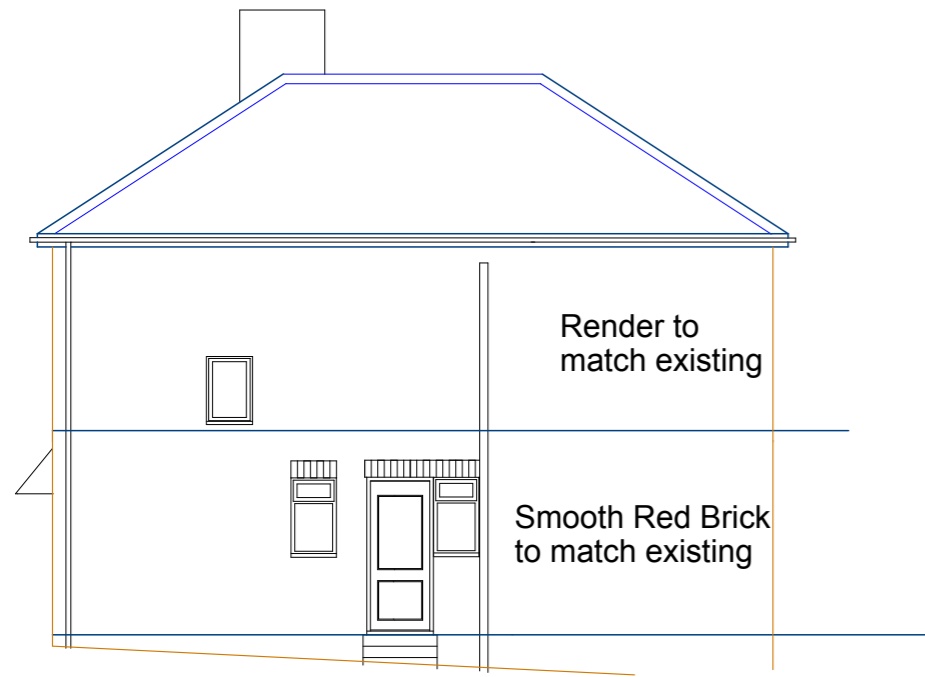 Render to
match existing
Smooth Red Brick
to match existing